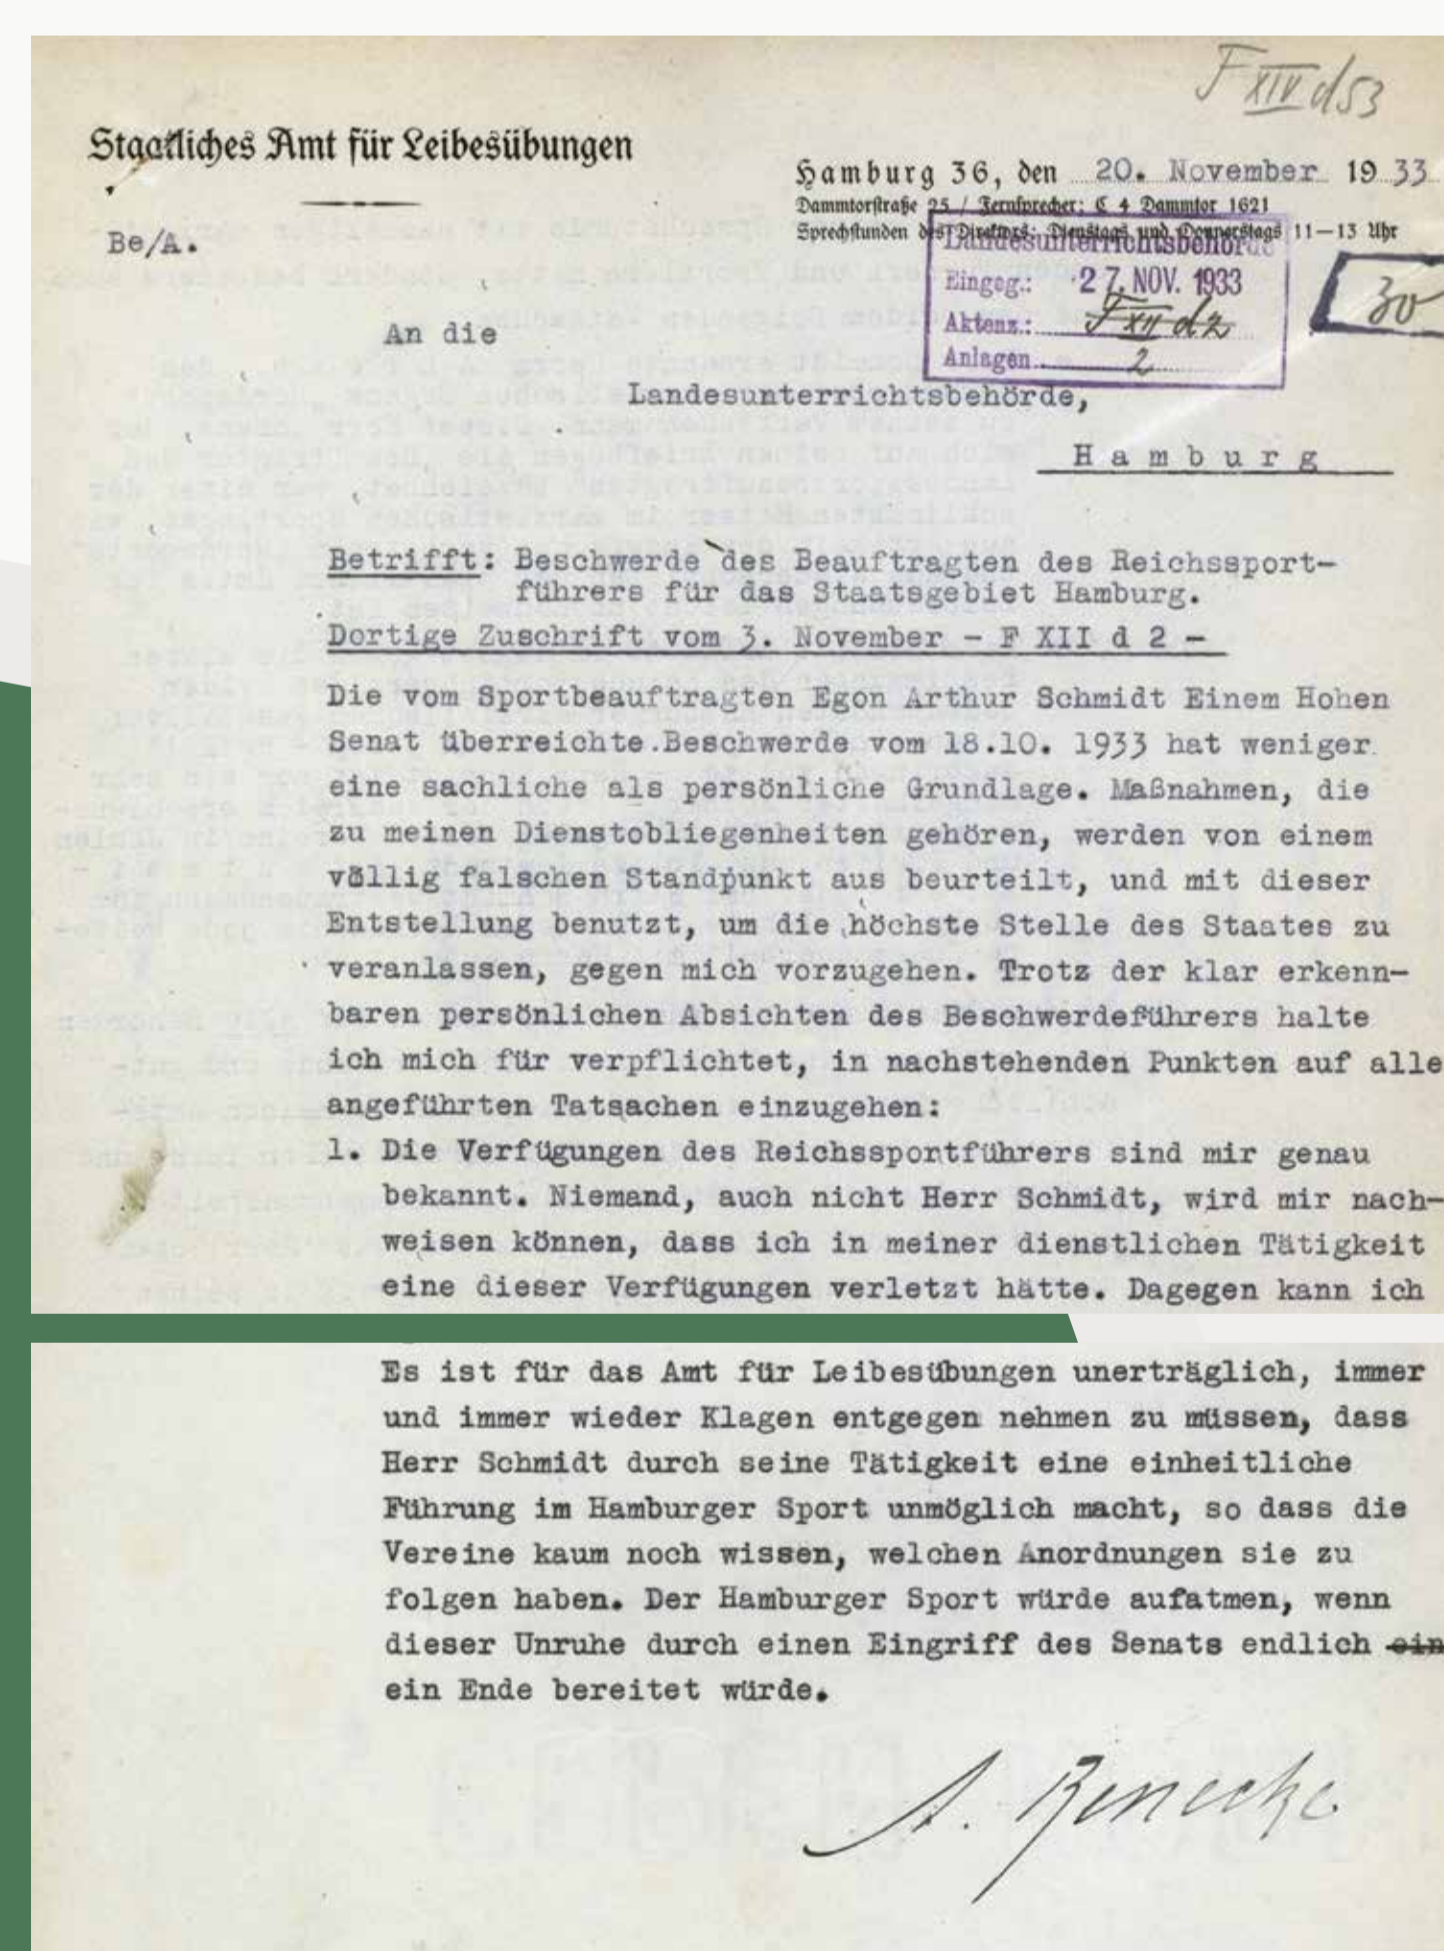 F XIV d 53
Staatliches Amt für Leibesübungen
Hamburg 36, den 20. November 1933
Dammtorstraße 25 / Fernsprecher: C 4 Dammtor 1621
Sprechstunden des Direktors: Dienstags und Donnerstags 11—13 Uhr
Be/A.
Landesunterrichtsbehörde
Eingeg.: 27. NOV. 1933
Aktenz.: F XII d 2
Anlagen 2
30
An die
Landesunterrichtsbehörde,
Hamburg
Betrifft: Beschwerde des Beauftragten des Reichssport-
führers für das Staatsgebiet Hamburg.
Dortige Zuschrift vom 3. November - F XII d 2 -
Die vom Sportbeauftragten Egon Arthur Schmidt Einem Hohen
Senat überreichte Beschwerde vom 18.10. 1933 hat weniger
eine sachliche als persönliche Grundlage. Maßnahmen, die
zu meinen Dienstobliegenheiten gehören, werden von einem
völlig falschen Standpunkt aus beurteilt, und mit dieser
Entstellung benutzt, um die höchste Stelle des Staates zu
veranlassen, gegen mich vorzugehen. Trotz der klar erkenn-
baren persönlichen Absichten des Beschwerdeführers halte
ich mich für verpflichtet, in nachstehenden Punkten auf alle
angeführten Tatsachen einzugehen:
1. Die Verfügungen des Reichssportführers sind mir genau
bekannt. Niemand, auch nicht Herr Schmidt, wird mir nach-
weisen können, dass ich in meiner dienstlichen Tätigkeit
eine dieser Verfügungen verletzt hätte. Dagegen kann ich
Es ist für das Amt für Leibesübungen unerträglich, immer
und immer wieder Klagen entgegen nehmen zu müssen, dass
Herr Schmidt durch seine Tätigkeit eine einheitliche
Führung im Hamburger Sport unmöglich macht, so dass die
Vereine kaum noch wissen, welchen Anordnungen sie zu
folgen haben. Der Hamburger Sport würde aufatmen, wenn
dieser Unruhe durch einen Eingriff des Senats endlich ein
ein Ende bereitet würde.
A. Benecke